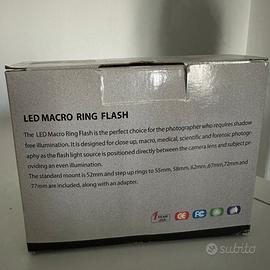 LED MACRO RING FLASH
The LED Macro Ring Flash is the perfect choice for the photographer who requires shadow
free illumination. It is designed for close up, macro, medical, scientific and forensic photogr-
aphy as the flash light source is positioned directly between the camera lens and subject pr-
oviding an even illumination.
The standard mount is 52mm and step up rings to 55mm, 58mm, 62mm, 67mm, 72mm and
77mm are included, along with an adapter.
CE FC
subito